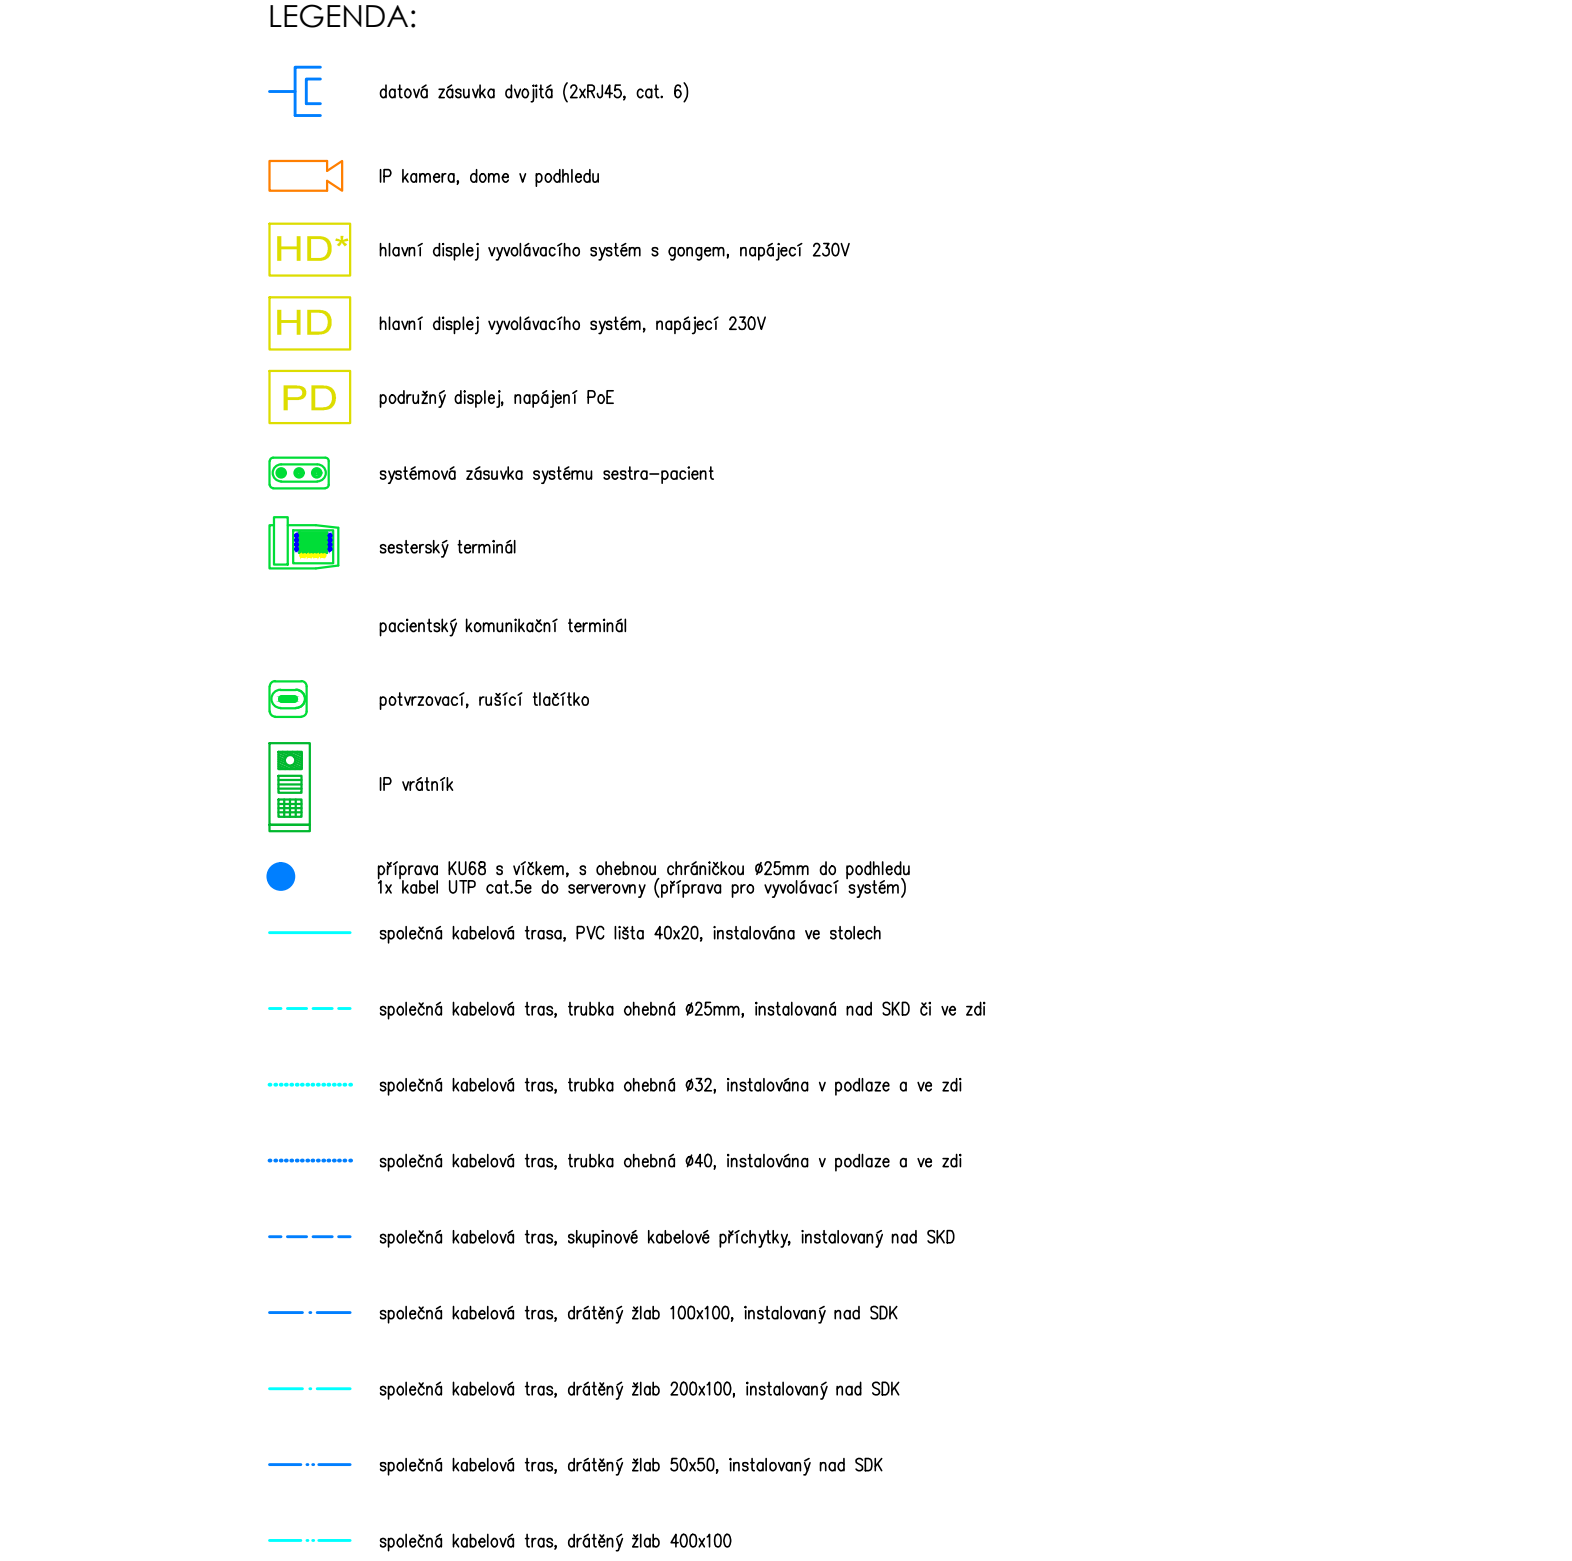 LEGENDA:
datová zásuvka dvojitá (2xRJ45, cat. 6)
IP kamera, dome v podhledu
HD*
hlavní displej vyvolávacího systém s gongem, napájecí 230V
HD
hlavní displej vyvolávacího systém, napájecí 230V
PD
podružný displej, napájení PoE
systémová zásuvka systému sestra-pacient
sesterský terminál
pacientský komunikační terminál
potvrzovací, rušící tlačítko
IP vrátník
příprava KU68 s víčkem, s ohebnou chráničkou ø25mm do podhledu
1x kabel UTP cat.5e do serverovny (příprava pro vyvolávací systém)
společná kabelová trasa, PVC lišta 40x20, instalována ve stolech
společná kabelová tras, trubka ohebná ø25mm, instalovaná nad SKD či ve zdi
společná kabelová tras, trubka ohebná ø32, instalována v podlaze a ve zdi
společná kabelová tras, trubka ohebná ø40, instalována v podlaze a ve zdi
společná kabelová tras, skupinové kabelové příchytky, instalovaný nad SKD
společná kabelová tras, drátěný žlab 100x100, instalovaný nad SDK
společná kabelová tras, drátěný žlab 200x100, instalovaný nad SDK
společná kabelová tras, drátěný žlab 50x50, instalovaný nad SDK
společná kabelová tras, drátěný žlab 400x100